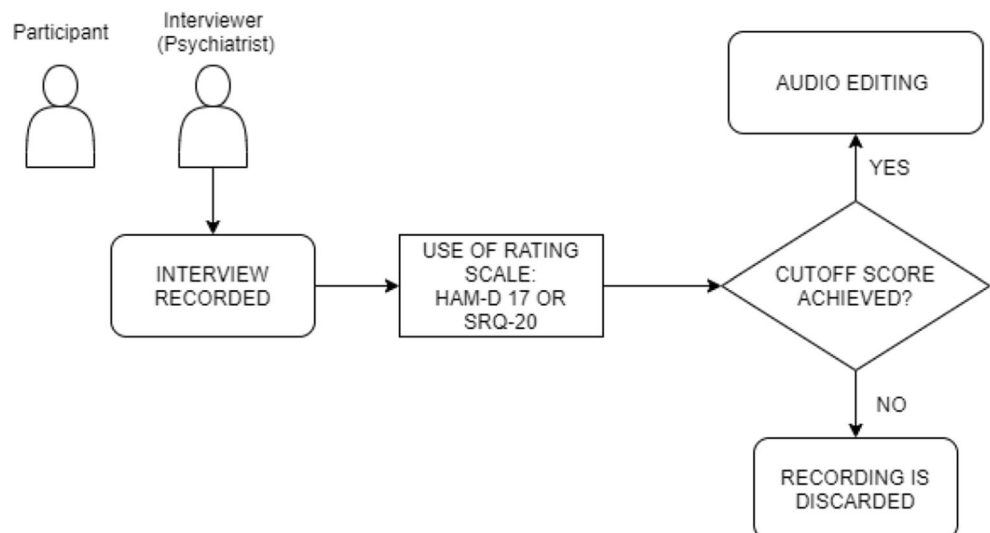 Participant
Interviewer
(Psychiatrist)
INTERVIEW
RECORDED
USE OF RATING
SCALE:
HAM-D 17 OR
SRQ-20
CUTOFF SCORE
ACHIEVED?
YES
AUDIO EDITING
NO
RECORDING IS
DISCARDED